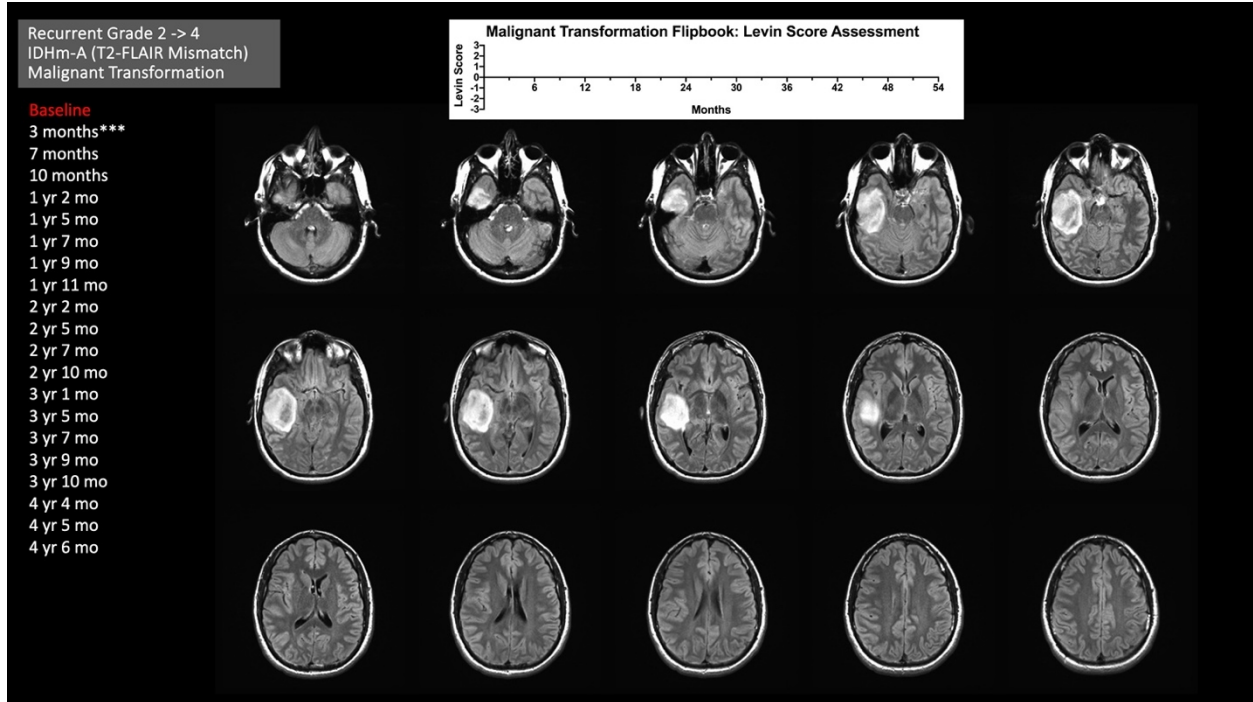 Recurrent Grade 2 -> 4
IDHm-A (T2-FLAIR Mismatch)
Malignant Transformation
Malignant Transformation Flipbook: Levin Score Assessment
Levin Score
3
2
1
0
-1
-2
-3
6 12 18 24 30 36 42 48 54
Months
Baseline
3 months***
7 months
10 months
1 yr 2 mo
1 yr 5 mo
1 yr 7 mo
1 yr 9 mo
1 yr 11 mo
2 yr 2 mo
2 yr 5 mo
2 yr 7 mo
2 yr 10 mo
3 yr 1 mo
3 yr 5 mo
3 yr 7 mo
3 yr 9 mo
3 yr 10 mo
4 yr 4 mo
4 yr 5 mo
4 yr 6 mo